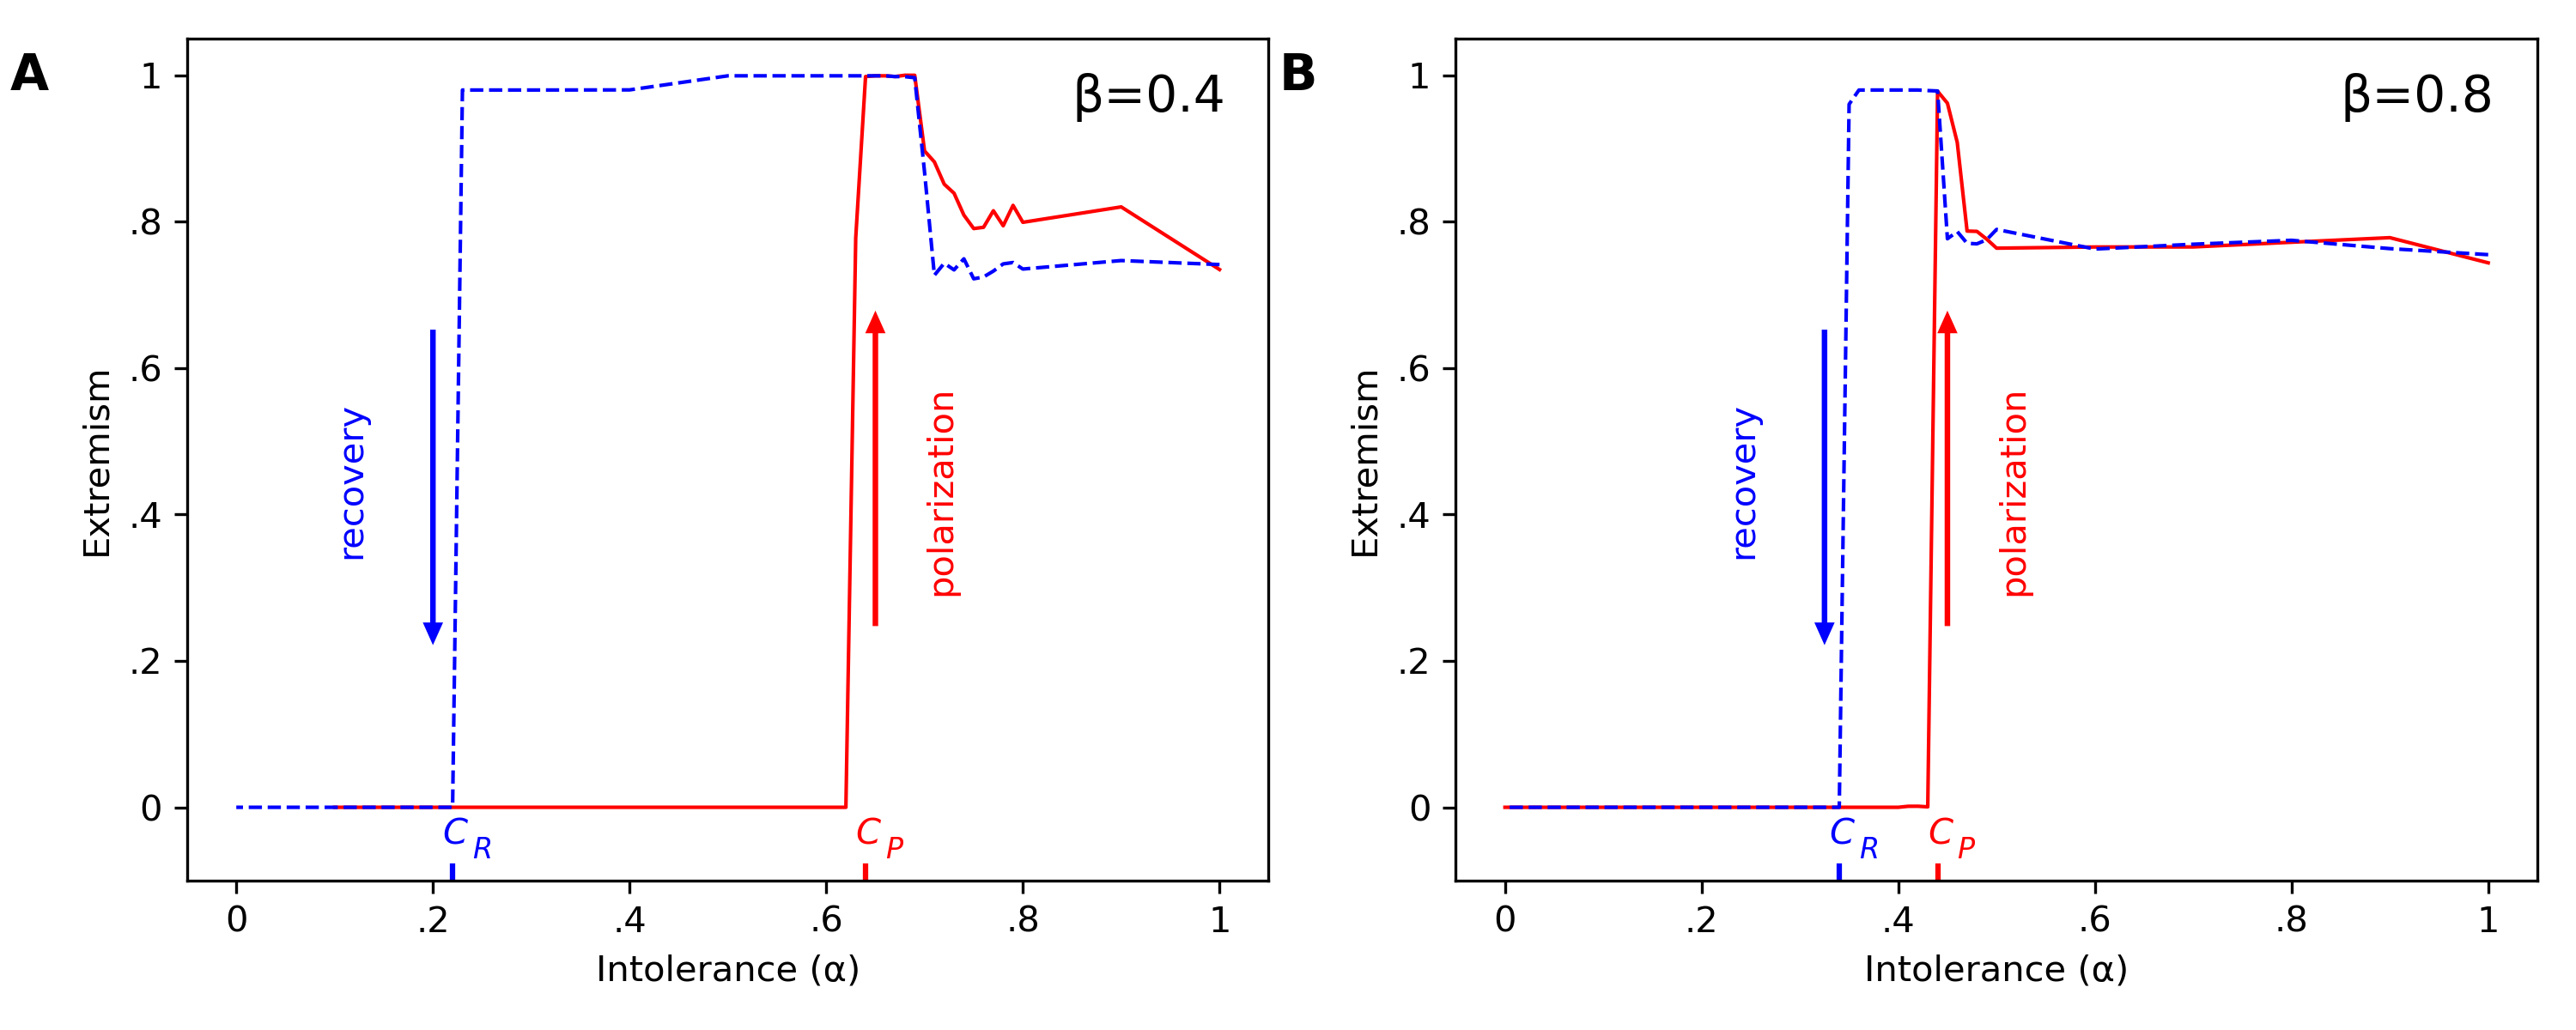 A
β=0.4
1
.8
.6
.4
.2
0
Extremism
recovery
polarization
C R
C P
0 .2 .4 .6 .8 1
Intolerance (α)
B
β=0.8
1
.8
.6
.4
.2
0
Extremism
recovery
polarization
C R
C P
0 .2 .4 .6 .8 1
Intolerance (α)